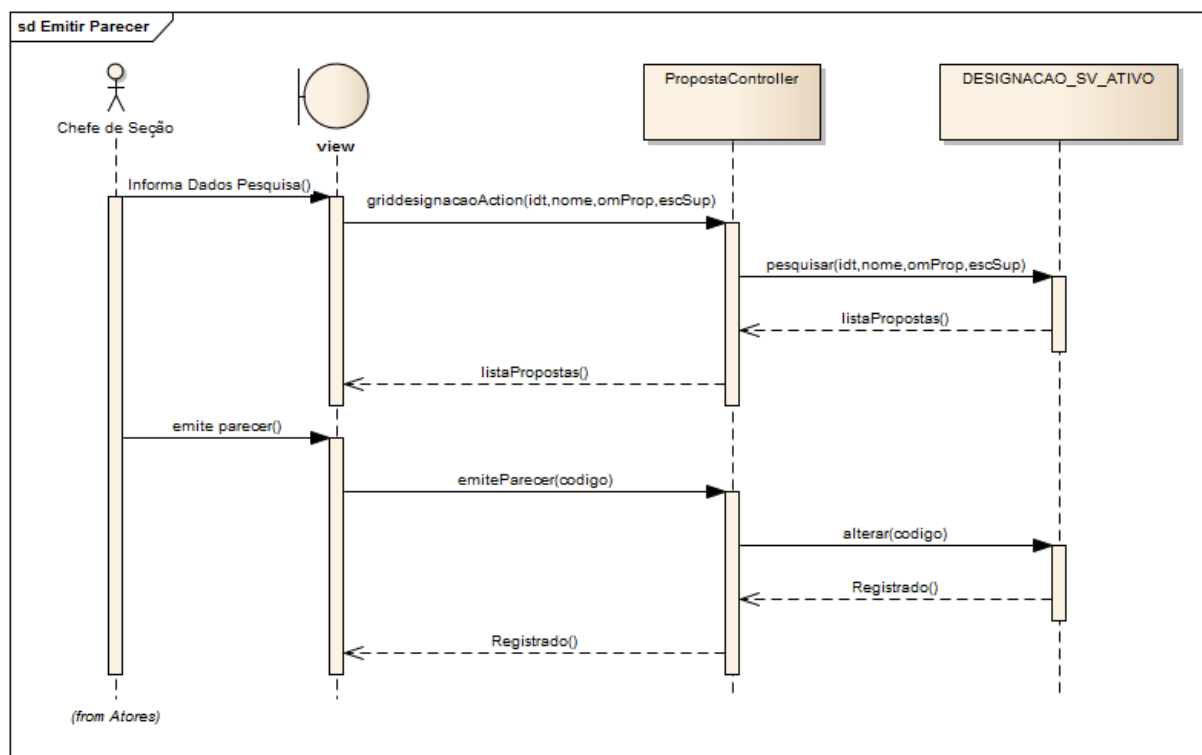 sd Emitir Parecer
Chefe de Seção
view
PropostaController
DESIGNACAO_SV_ATIVO
Informa Dados Pesquisa()
griddesignacaoAction(idt,nome,omProp,escSup)
pesquisar(idt,nome,omProp,escSup)
listaPropostas()
listaPropostas()
emite parecer()
emiteParecer(codigo)
alterar(codigo)
Registrado()
Registrado()
(from Atores)